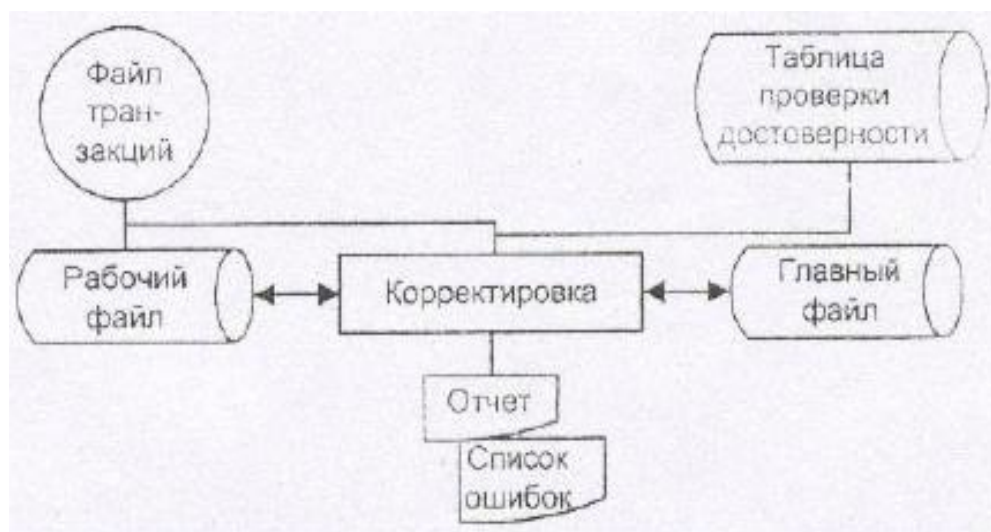 Файл
тран-
закций
Таблица
проверки
достоверности
Рабочий
файл
Корректировка
Главный
файл
Отчет
Список
ошибок